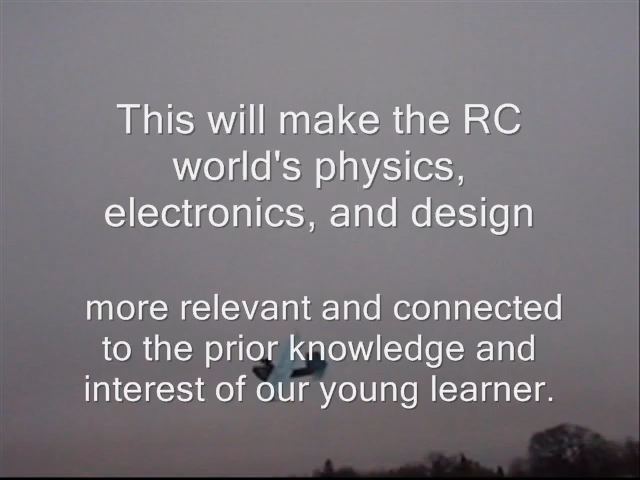 This will make the RC
world's physics,
electronics, and design
more relevant and connected
to the prior knowledge and
interest of our young learner.